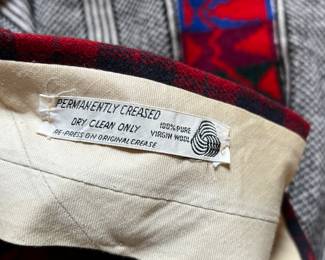 PERMANENTLY CREASED
DRY CLEAN ONLY
RE-PRESS ON ORIGINAL CREASE
100% PURE
VIRGIN WOOL